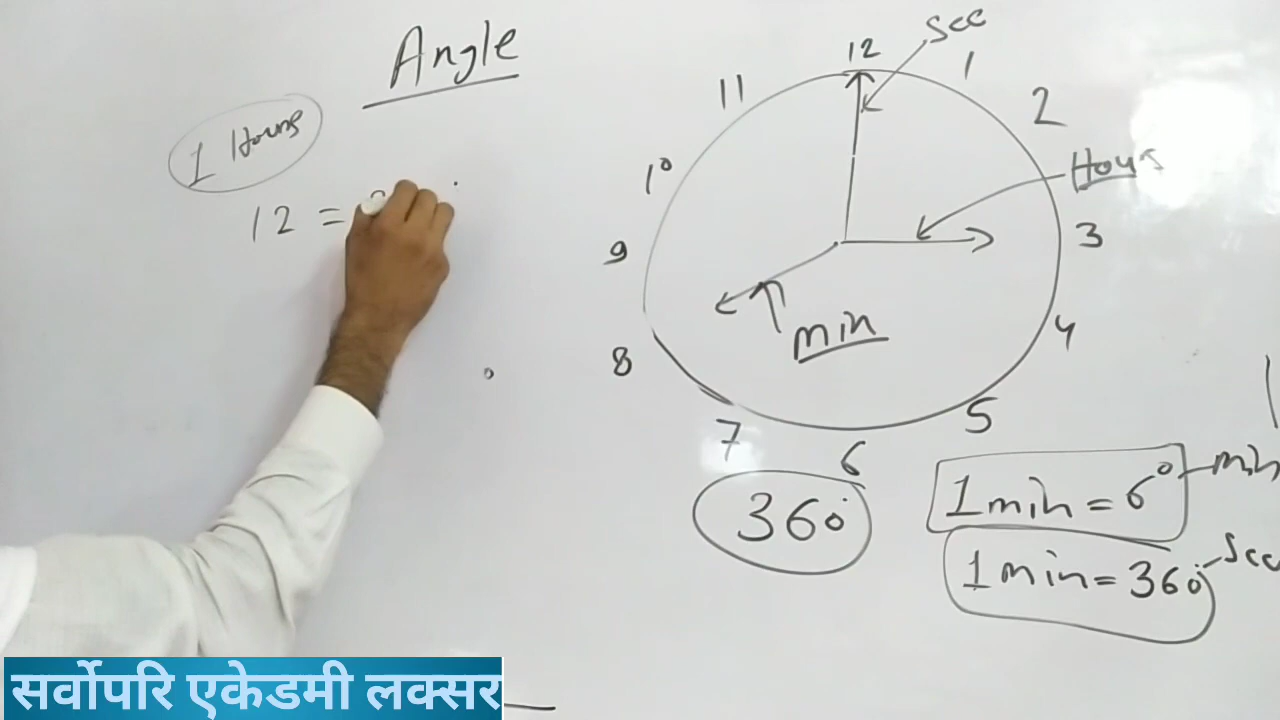 Angle
1 Hours
12 =
12
Sec
1
2
Hours
3
4
5
6
7
8
9
10
11
min
360°
1 min = 6°
min
1 min = 360°
Sec
सर्वोपरि एकेडमी लक्सर